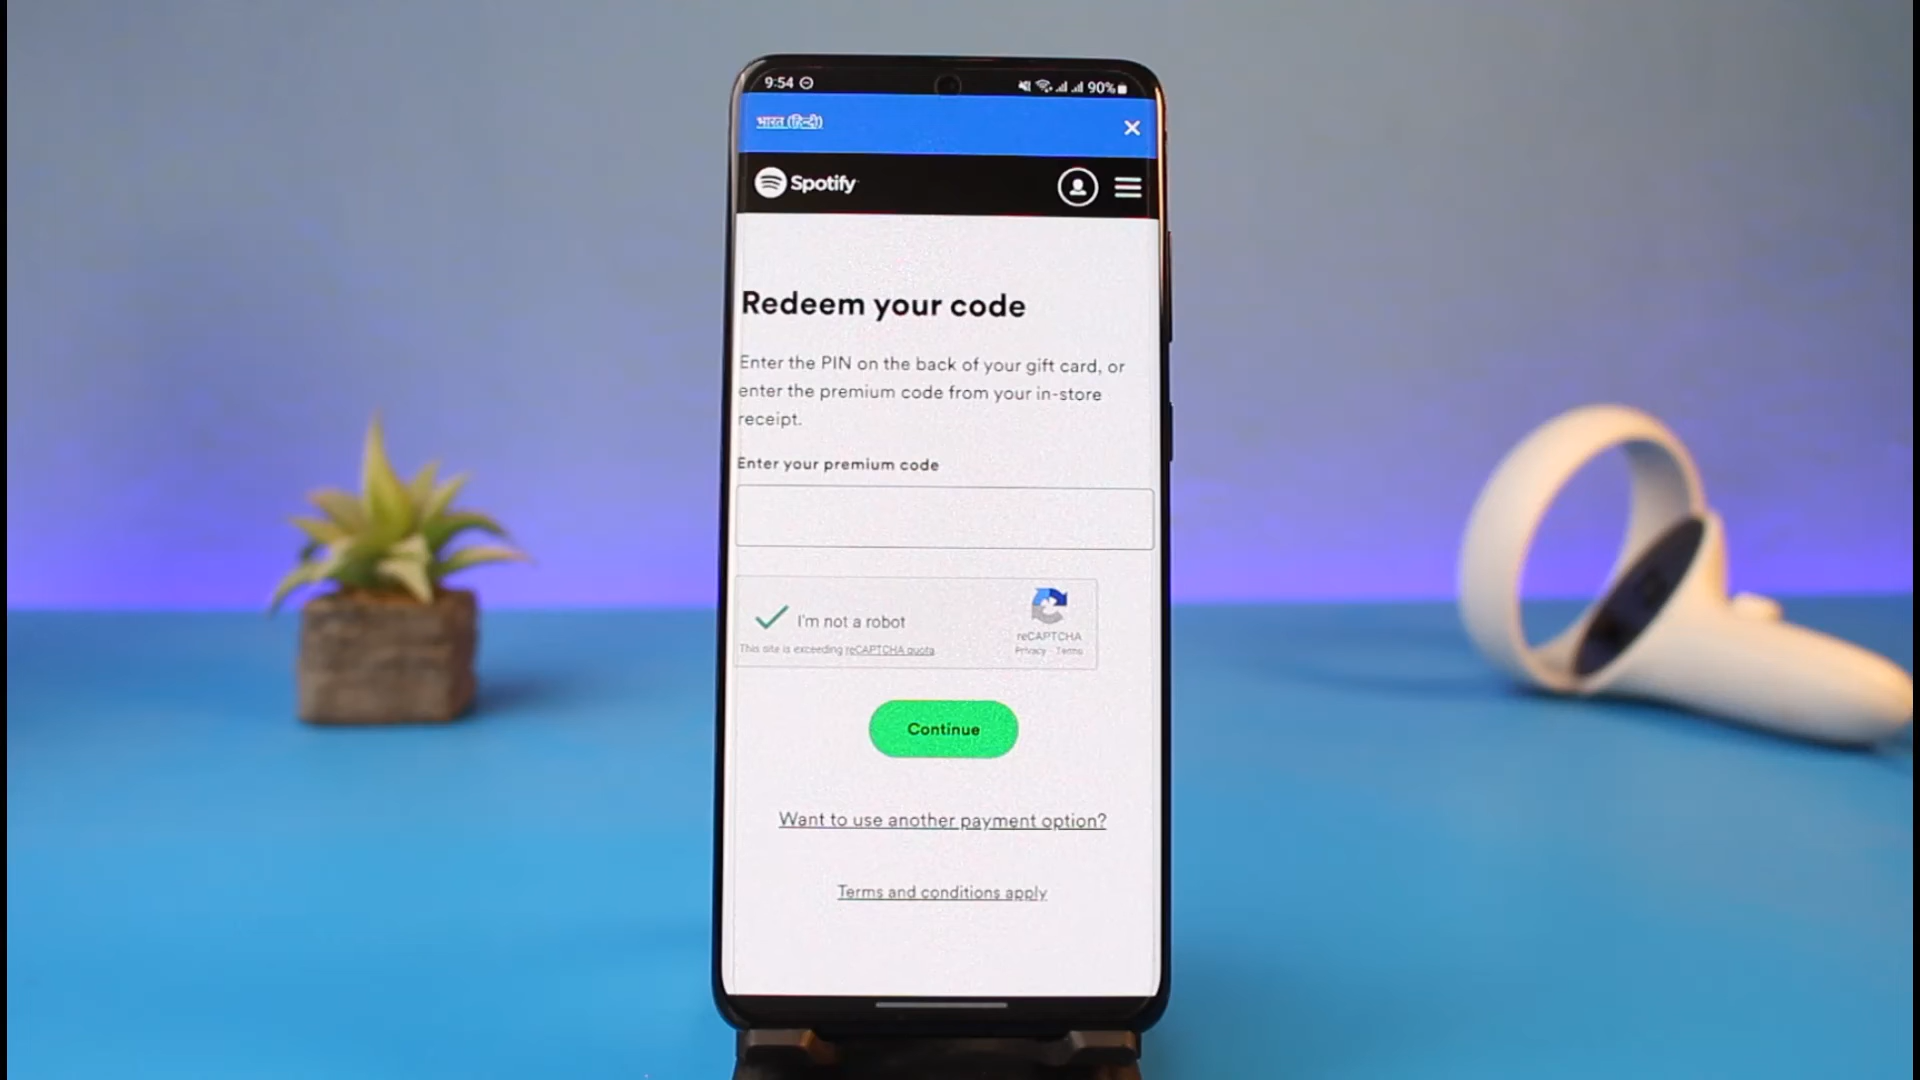 9:54
90%
भारत (हिन्दी)
Spotify
Redeem your code
Enter the PIN on the back of your gift card, or
enter the premium code from your in-store
receipt.
Enter your premium code
I'm not a robot
reCAPTCHA
This site is exceeding reCAPTCHA quota
Privacy - Terms
Continue
Want to use another payment option?
Terms and conditions apply